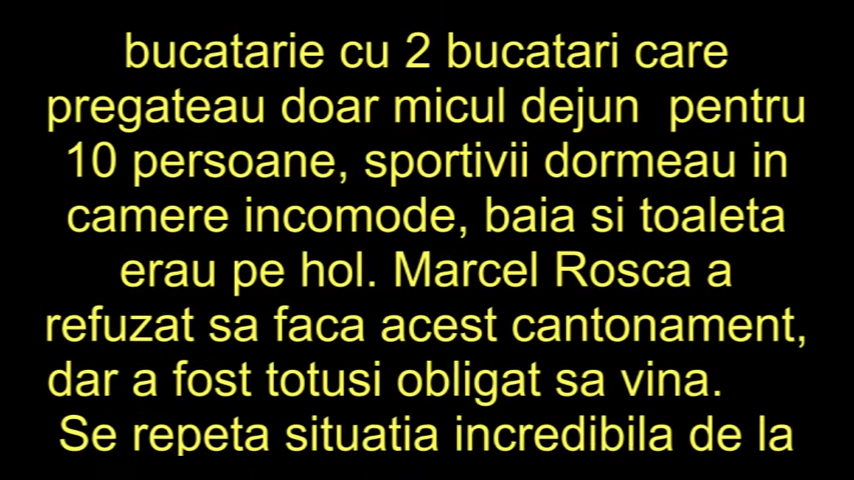 bucatarie cu 2 bucatari care
pregateau doar micul dejun  pentru
10 persoane, sportivii dormeau in
camere incomode, baia si toaleta
erau pe hol. Marcel Rosca a
refuzat sa faca acest cantonament,
dar a fost totusi obligat sa vina.
Se repeta situatia incredibila de la